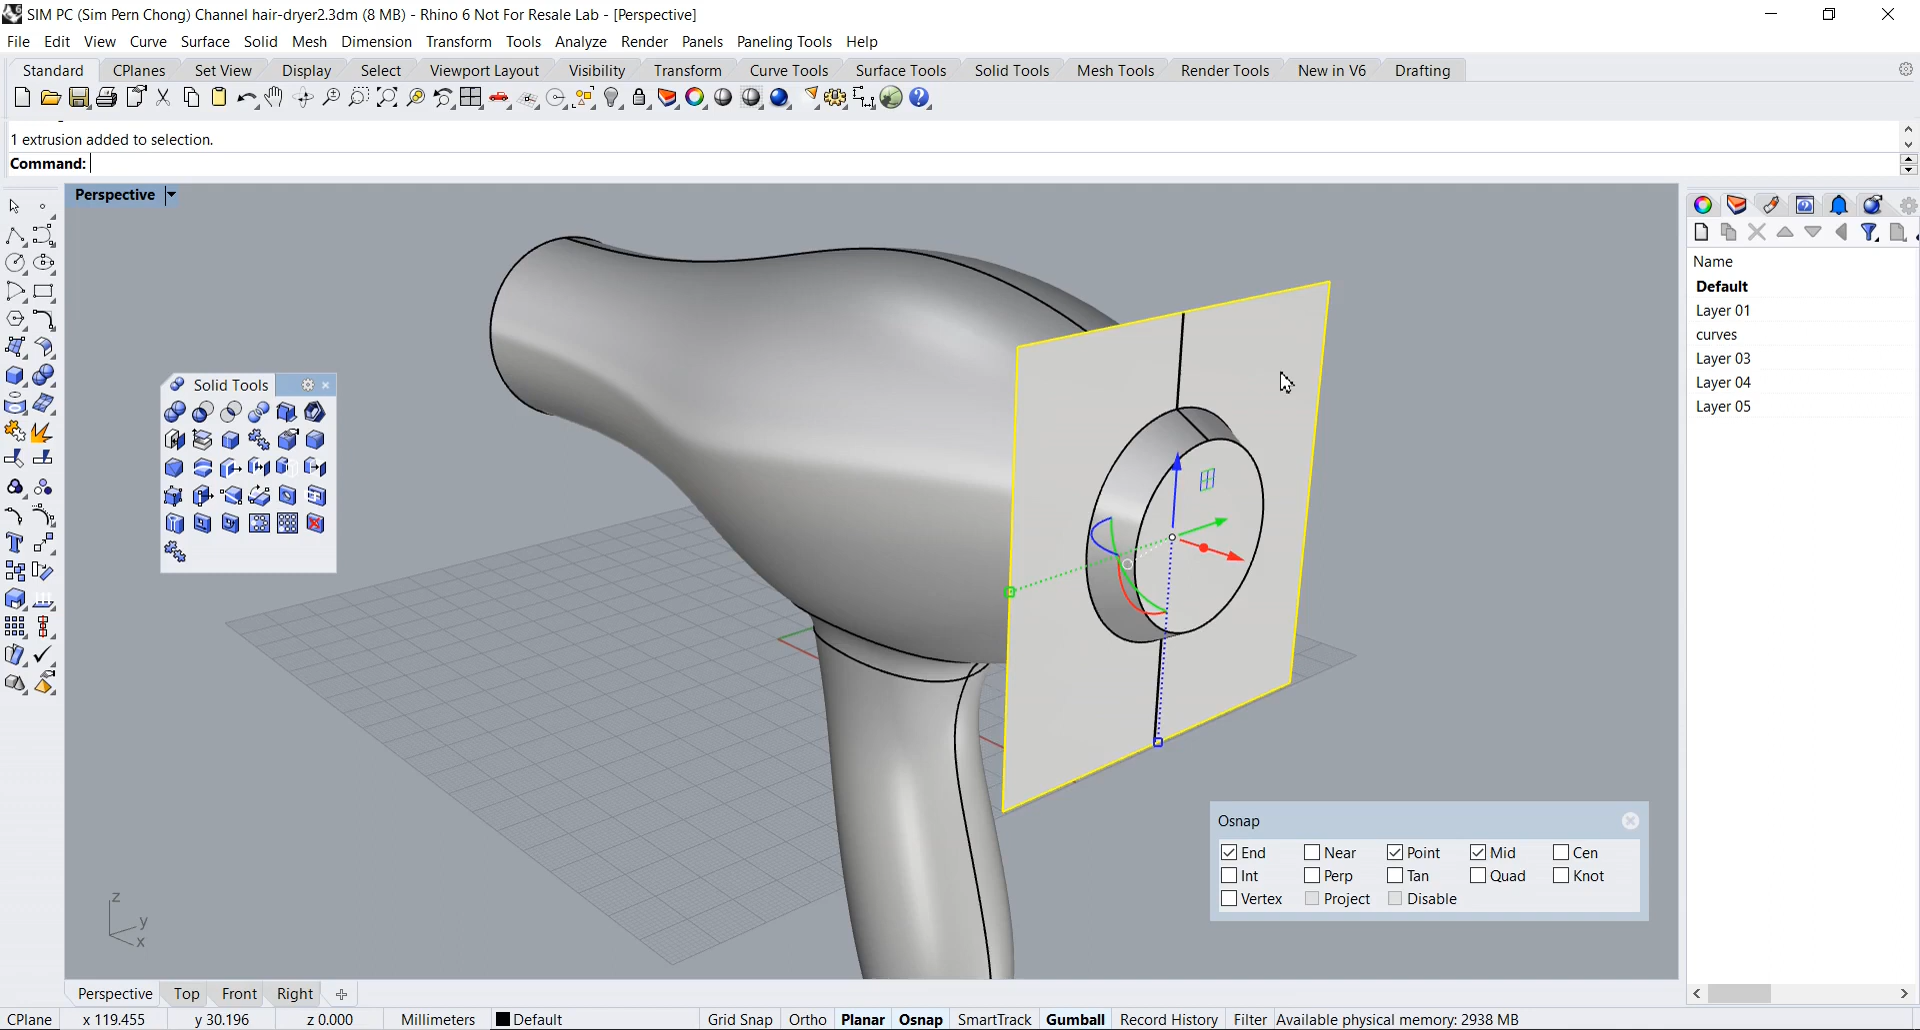 SIM PC (Sim Pern Chong) Channel hair-dryer2.3dm (8 MB) - Rhino 6 Not For Resale Lab - [Perspective]
File Edit View Curve Surface Solid Mesh Dimension Transform Tools Analyze Render Panels Paneling Tools Help
Standard CPlanes Set View Display Select Viewport Layout Visibility Transform Curve Tools Surface Tools Solid Tools Mesh Tools Render Tools New in V6 Drafting
1 extrusion added to selection.
Command:
Perspective
Name
Default
Layer 01
curves
Layer 03
Layer 04
Layer 05
Solid Tools
Osnap
End Near Point Mid Cen
Int Perp Tan Quad Knot
Vertex Project Disable
z
y
x
Perspective Top Front Right
CPlane x 119.455 y 30.196 z 0.000 Millimeters Default Grid Snap Ortho Planar Osnap SmartTrack Gumball Record History Filter Available physical memory: 2938 MB